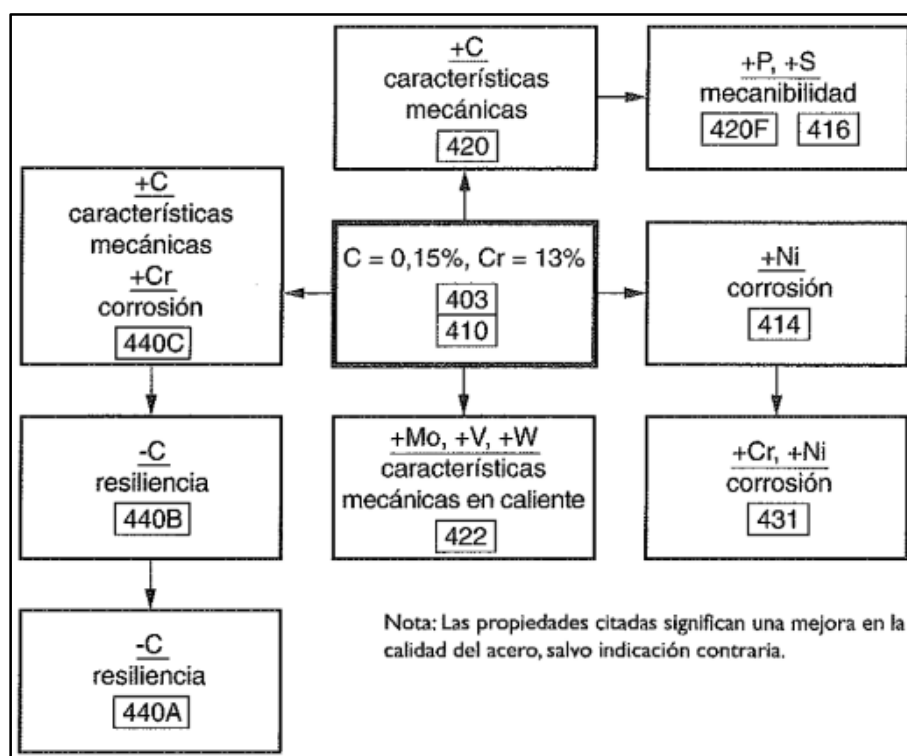 +C
características
mecánicas
420
+P, +S
mecanibilidad
420F 416
+C
características
mecánicas
+Cr
corrosión
440C
C = 0,15%, Cr = 13%
403
410
+Ni
corrosión
414
-C
resiliencia
440B
+Mo, +V, +W
características
mecánicas en caliente
422
+Cr, +Ni
corrosión
431
-C
resiliencia
440A
Nota: Las propiedades citadas significan una mejora en la
calidad del acero, salvo indicación contraria.